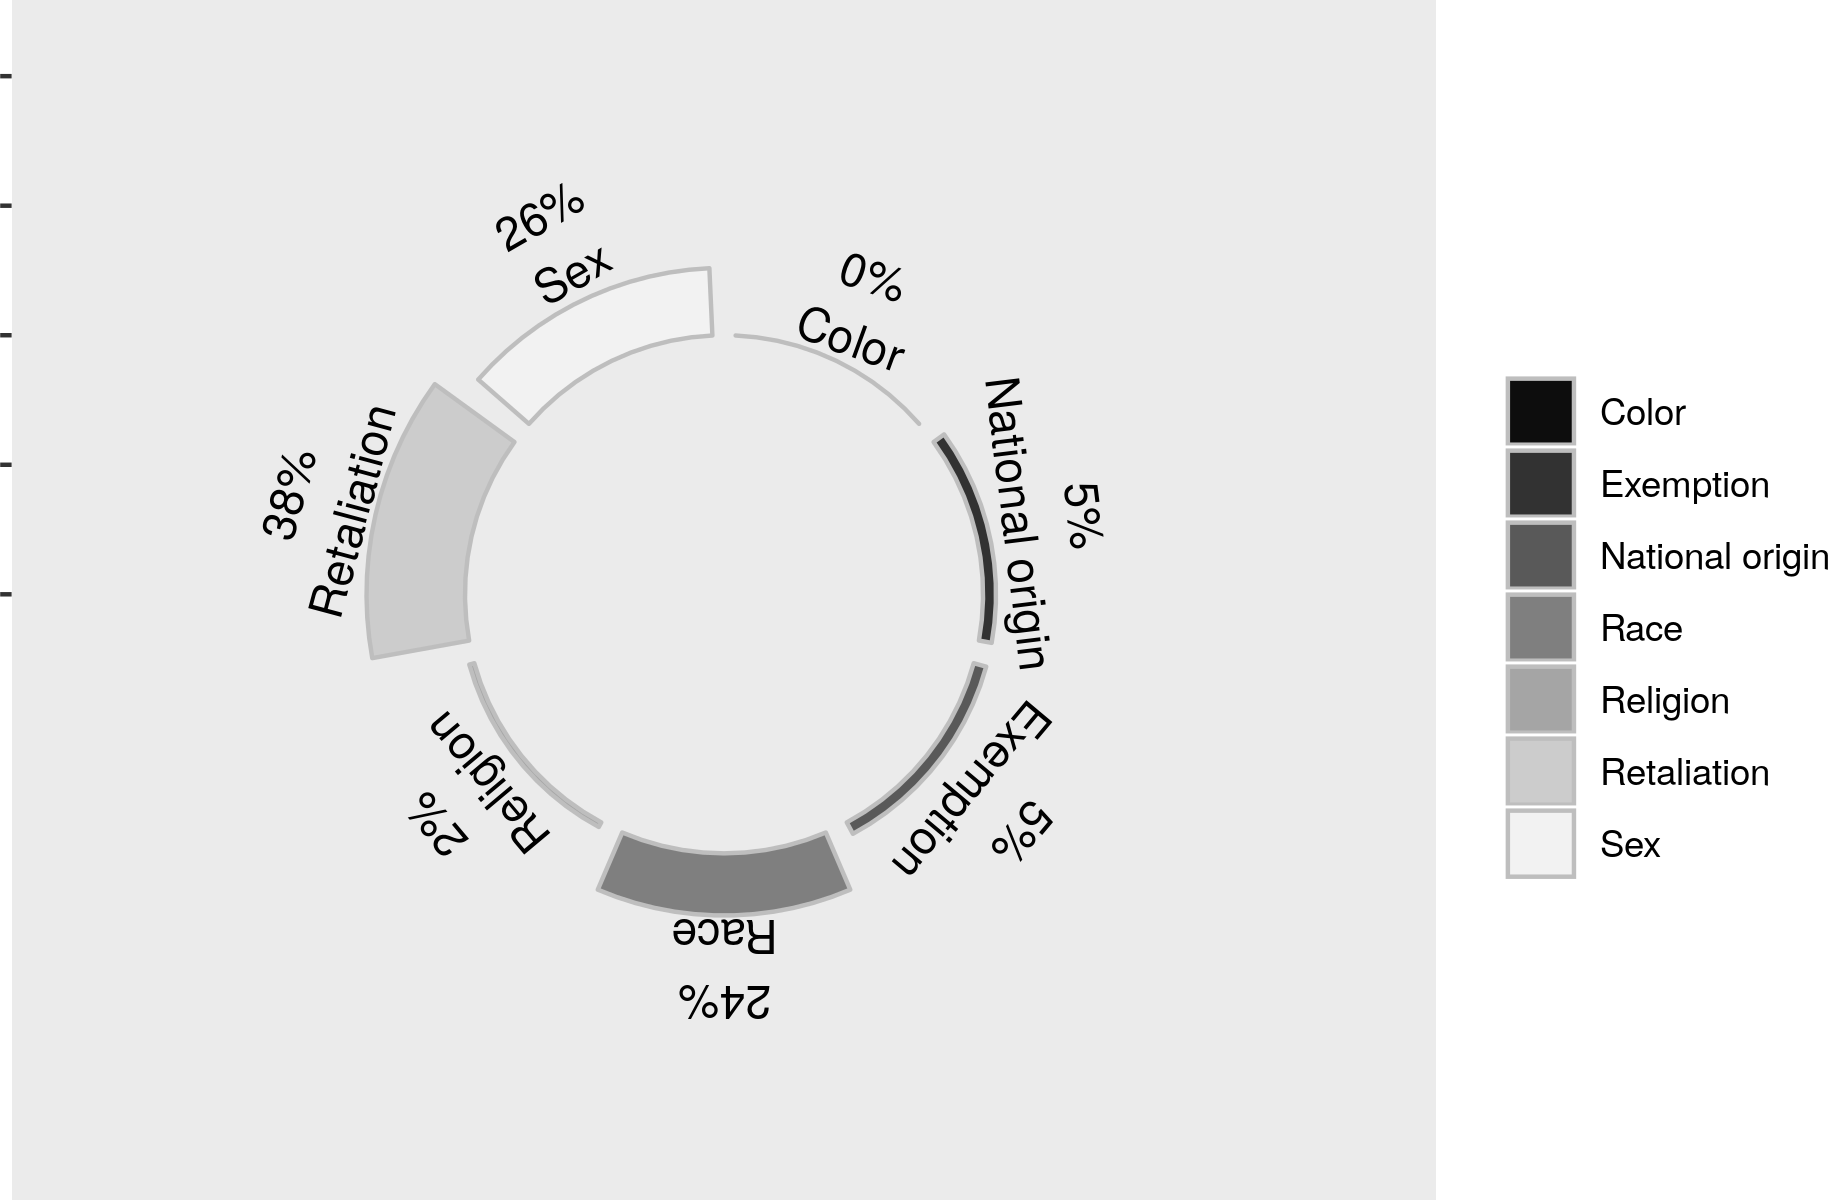 26%
Sex
0%
Color
5%
National origin
5%
Exemption
24%
Race
2%
Religion
38%
Retaliation
Color
Exemption
National origin
Race
Religion
Retaliation
Sex